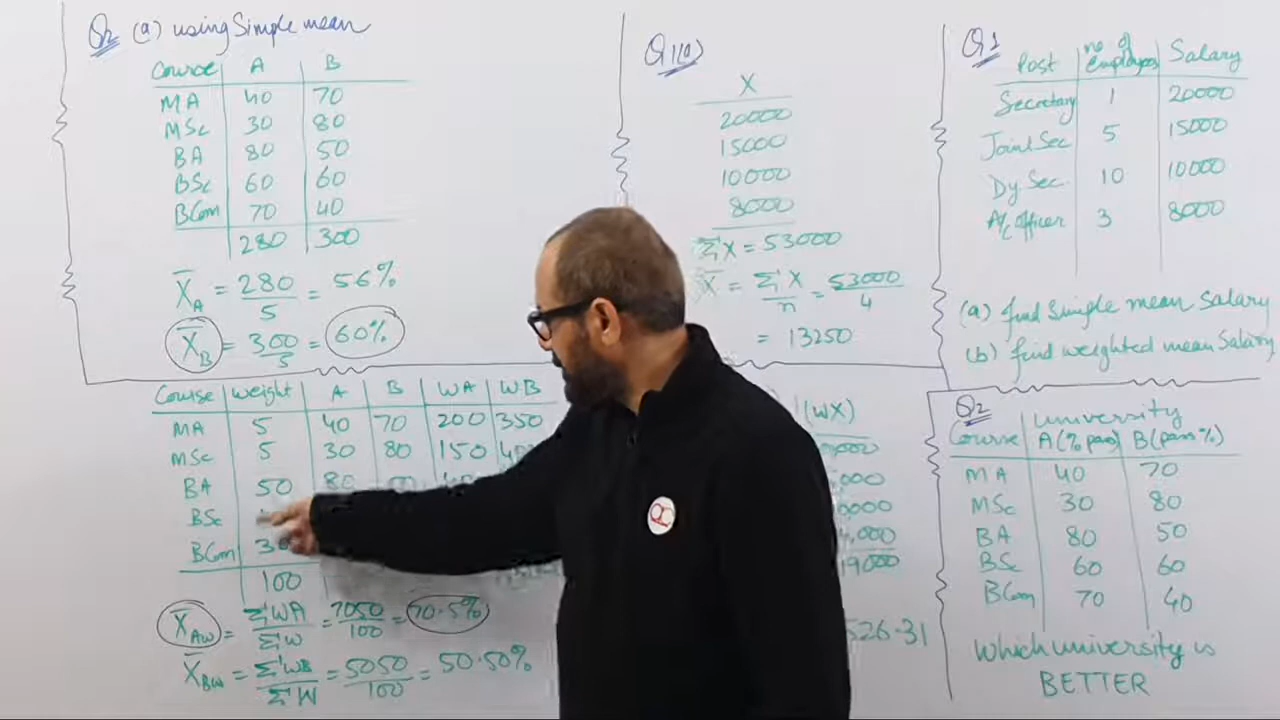 Q2 (a) using Simple mean
Course A B
MA 40 70
MSc 30 80
BA 80 50
BSc 60 60
BCom 70 40
280 300
X̄A = 280/5 = 56%
X̄B = 300/5 = 60%
Course weight A B WA WB
MA 5 40 70 200 350
MSc 5 30 80 150
BA 50 80
BSc
BCom
100
X̄AW = ΣWA/ΣW = 7050/100 = 70.5%
X̄BW = ΣWB/ΣW = 5050/100 = 50.50%
Q1(a)
X
20000
15000
10000
8000
ΣX = 53000
X̄ = ΣX/n = 53000/4
= 13250
(WX)
19000
526.31
Q1
Post no of employees Salary
Secretary 1 20000
Joint Sec 5 15000
Dy Sec. 10 10000
A/C officer 3 8000
(a) find Simple mean Salary
(b) find weighted mean Salary
Q2
university
Course A (% pass) B (pass %)
MA 40 70
MSc 30 80
BA 80 50
BSc 60 60
BCom 70 40
which university is
BETTER